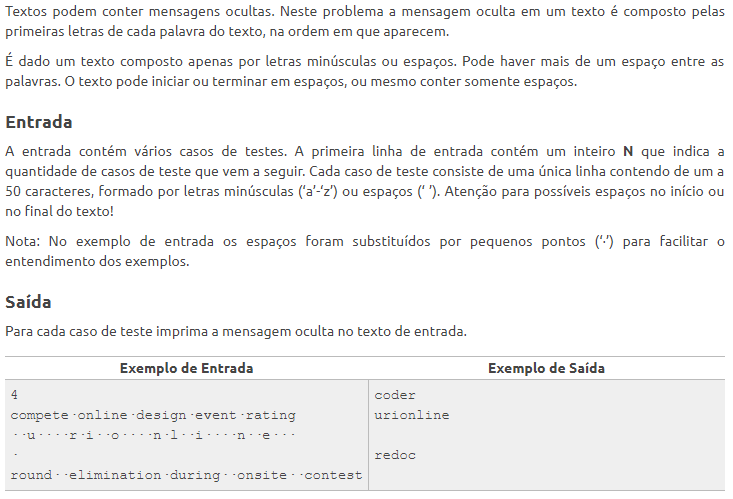 Textos podem conter mensagens ocultas. Neste problema a mensagem oculta em um texto é composto pelas
primeiras letras de cada palavra do texto, na ordem em que aparecem.
É dado um texto composto apenas por letras minúsculas ou espaços. Pode haver mais de um espaço entre as
palavras. O texto pode iniciar ou terminar em espaços, ou mesmo conter somente espaços.
Entrada
A entrada contém vários casos de testes. A primeira linha de entrada contém um inteiro N que indica a
quantidade de casos de teste que vem a seguir. Cada caso de teste consiste de uma única linha contendo de um a
50 caracteres, formado por letras minúsculas (‘a’-‘z’) ou espaços (‘ ’). Atenção para possíveis espaços no início ou
no final do texto!
Nota: No exemplo de entrada os espaços foram substituídos por pequenos pontos (‘·’) para facilitar o
entendimento dos exemplos.
Saída
Para cada caso de teste imprima a mensagem oculta no texto de entrada.
Exemplo de Entrada Exemplo de Saída
4 coder
compete·online·design·event·rating urionline
··u····r·i··o····n·l··i····n··e···
· redoc
round··elimination·during··onsite··contest